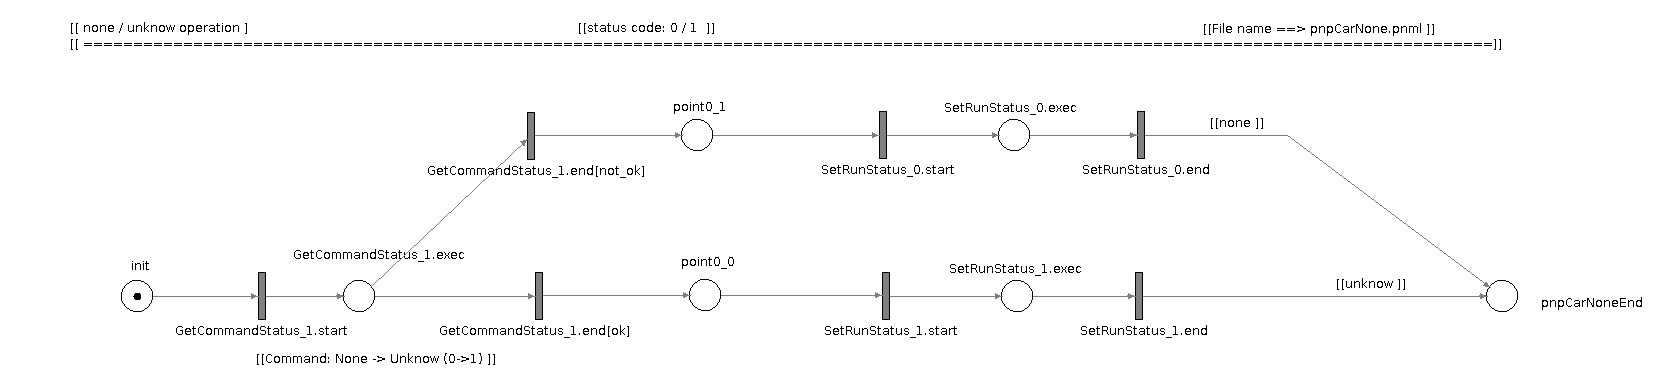 [[ none / unknow operation ]
[[status code: 0 / 1  ]]
[[File name ==> pnpCarNone.pnml ]]
[[ =============================================================================================================================================]]
point0_1
SetRunStatus_0.exec
[[none ]]
GetCommandStatus_1.end[not_ok]
SetRunStatus_0.start
SetRunStatus_0.end
init
GetCommandStatus_1.exec
point0_0
SetRunStatus_1.exec
[[unknow ]]
pnpCarNoneEnd
GetCommandStatus_1.start
GetCommandStatus_1.end[ok]
SetRunStatus_1.start
SetRunStatus_1.end
[[Command: None -> Unknow (0->1) ]]